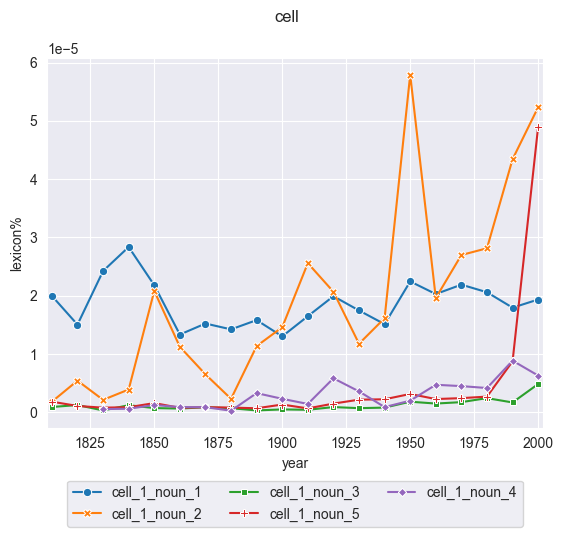 cell
1e−5
6
5
4
3
2
1
0
lexicon%
1825 1850 1875 1900 1925 1950 1975 2000
year
cell_1_noun_1 cell_1_noun_3 cell_1_noun_4
cell_1_noun_2 cell_1_noun_5